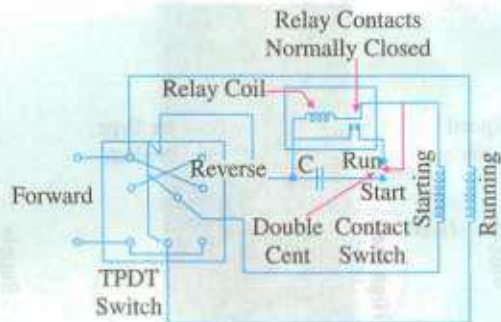 Relay Contacts
Normally Closed
Relay Coil
Reverse
C
Run
Start
Forward
Double Contact
Cent Switch
TPDT
Switch
Starting
Running